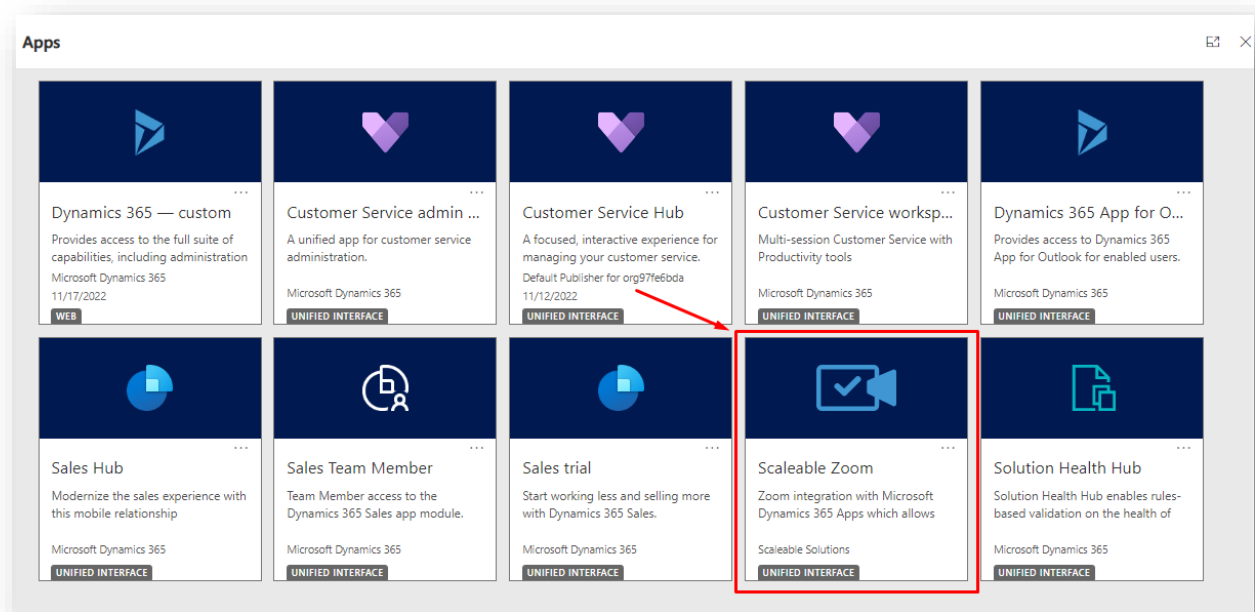 Apps
Dynamics 365 — custom
Provides access to the full suite of
capabilities, including administration
Microsoft Dynamics 365
11/17/2022
WEB
Customer Service admin ...
A unified app for customer service
administration.
Microsoft Dynamics 365
UNIFIED INTERFACE
Customer Service Hub
A focused, interactive experience for
managing your customer service.
Default Publisher for org97fe6bda
11/12/2022
UNIFIED INTERFACE
Customer Service worksp...
Multi-session Customer Service with
Productivity tools
Microsoft Dynamics 365
UNIFIED INTERFACE
Dynamics 365 App for O...
Provides access to Dynamics 365
App for Outlook for enabled users.
Microsoft Dynamics 365
UNIFIED INTERFACE
Sales Hub
Modernize the sales experience with
this mobile relationship
Microsoft Dynamics 365
UNIFIED INTERFACE
Sales Team Member
Team Member access to the
Dynamics 365 Sales app module.
Microsoft Dynamics 365
UNIFIED INTERFACE
Sales trial
Start working less and selling more
with Dynamics 365 Sales.
Microsoft Dynamics 365
UNIFIED INTERFACE
Scaleable Zoom
Zoom integration with Microsoft
Dynamics 365 Apps which allows
Scaleable Solutions
UNIFIED INTERFACE
Solution Health Hub
Solution Health Hub enables rules-
based validation on the health of
Microsoft Dynamics 365
UNIFIED INTERFACE